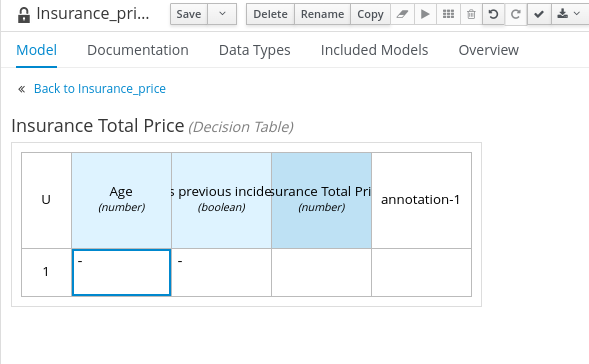 Insurance_pri...
Save
Delete
Rename
Copy
Model
Documentation
Data Types
Included Models
Overview
« Back to Insurance_price
Insurance Total Price (Decision Table)
U
Age
(number)
s previous incide
(boolean)
surance Total Pri
(number)
annotation-1
1
-
-